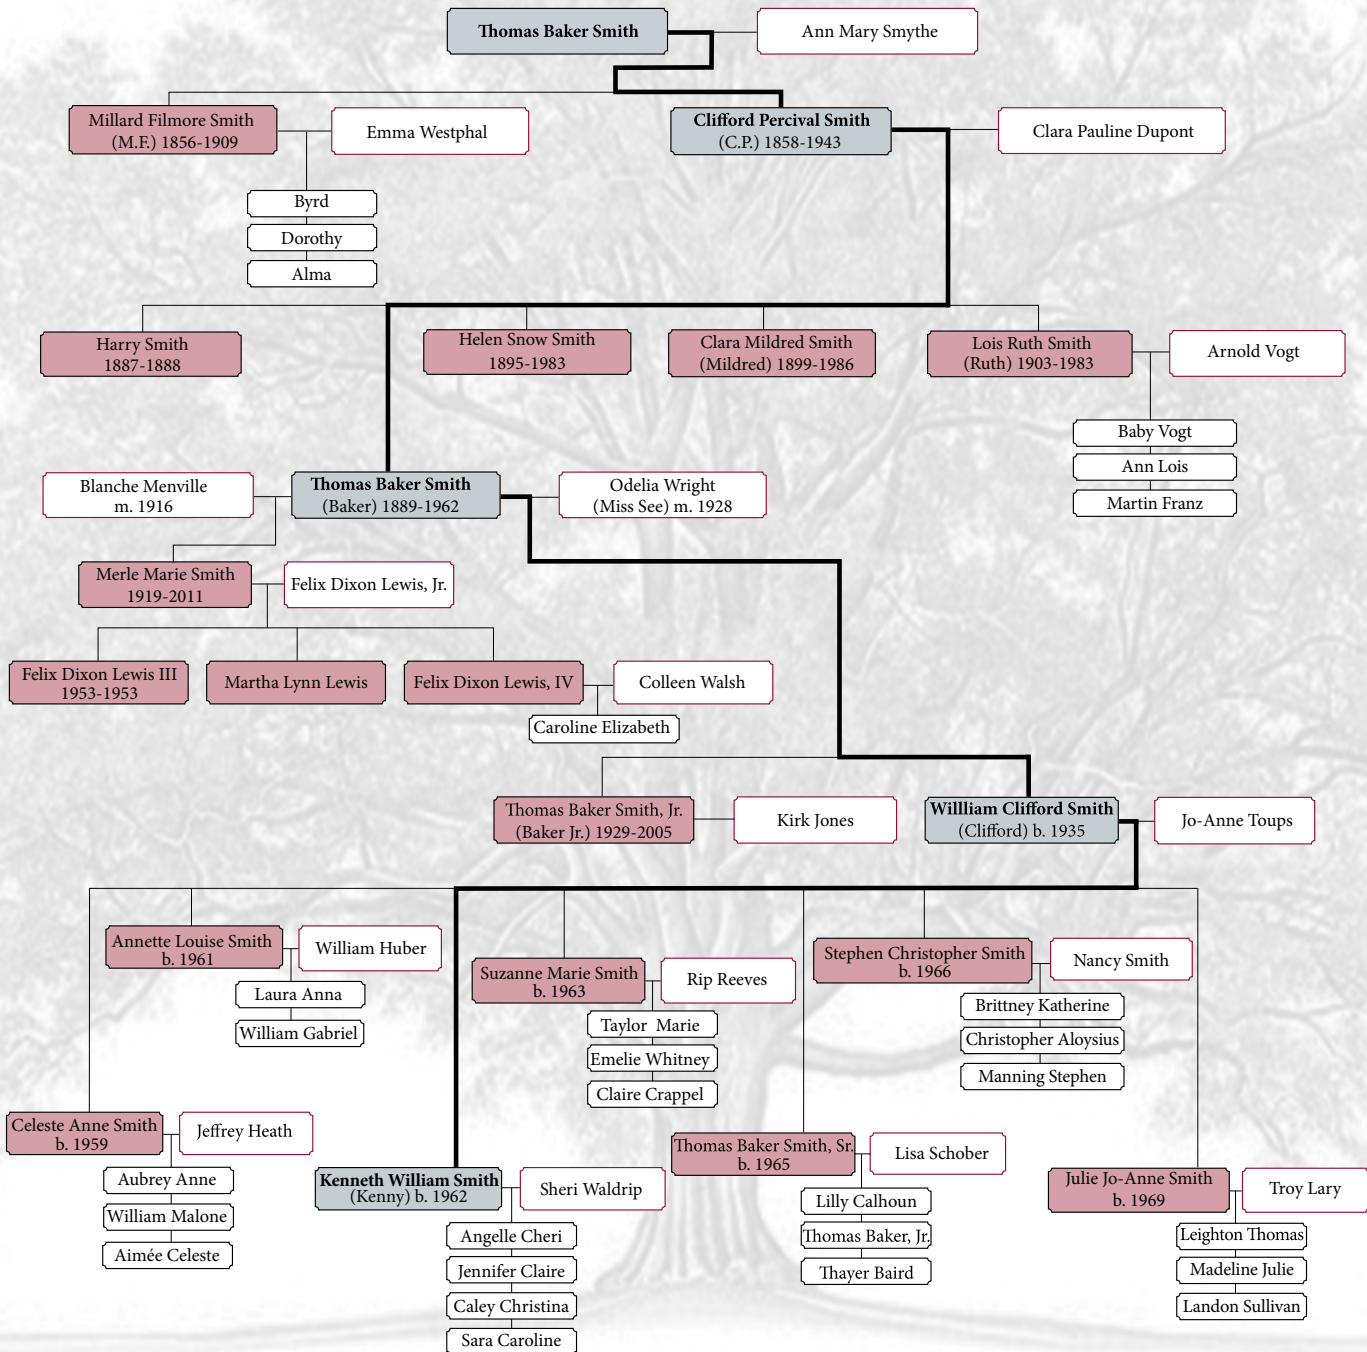 Thomas Baker Smith
Ann Mary Smythe
Millard Filmore Smith
(M.F.) 1856-1909
Emma Westphal
Clifford Percival Smith
(C.P.) 1858-1943
Clara Pauline Dupont
Byrd
Dorothy
Alma
Harry Smith
1887-1888
Helen Snow Smith
1895-1983
Clara Mildred Smith
(Mildred) 1899-1986
Lois Ruth Smith
(Ruth) 1903-1983
Arnold Vogt
Baby Vogt
Ann Lois
Martin Franz
Blanche Menville
m. 1916
Thomas Baker Smith
(Baker) 1889-1962
Odelia Wright
(Miss See) m. 1928
Merle Marie Smith
1919-2011
Felix Dixon Lewis, Jr.
Felix Dixon Lewis III
1953-1953
Martha Lynn Lewis
Felix Dixon Lewis, IV
Colleen Walsh
Caroline Elizabeth
Thomas Baker Smith, Jr.
(Baker Jr.) 1929-2005
Kirk Jones
Willliam Clifford Smith
(Clifford) b. 1935
Jo-Anne Toups
Annette Louise Smith
b. 1961
William Huber
Laura Anna
William Gabriel
Suzanne Marie Smith
b. 1963
Rip Reeves
Taylor Marie
Emelie Whitney
Claire Crappel
Stephen Christopher Smith
b. 1966
Nancy Smith
Brittney Katherine
Christopher Aloysius
Manning Stephen
Celeste Anne Smith
b. 1959
Jeffrey Heath
Aubrey Anne
William Malone
Aimée Celeste
Kenneth William Smith
(Kenny) b. 1962
Sheri Waldrip
Angelle Cheri
Jennifer Claire
Caley Christina
Sara Caroline
Thomas Baker Smith, Sr.
b. 1965
Lisa Schober
Lilly Calhoun
Thomas Baker, Jr.
Thayer Baird
Julie Jo-Anne Smith
b. 1969
Troy Lary
Leighton Thomas
Madeline Julie
Landon Sullivan